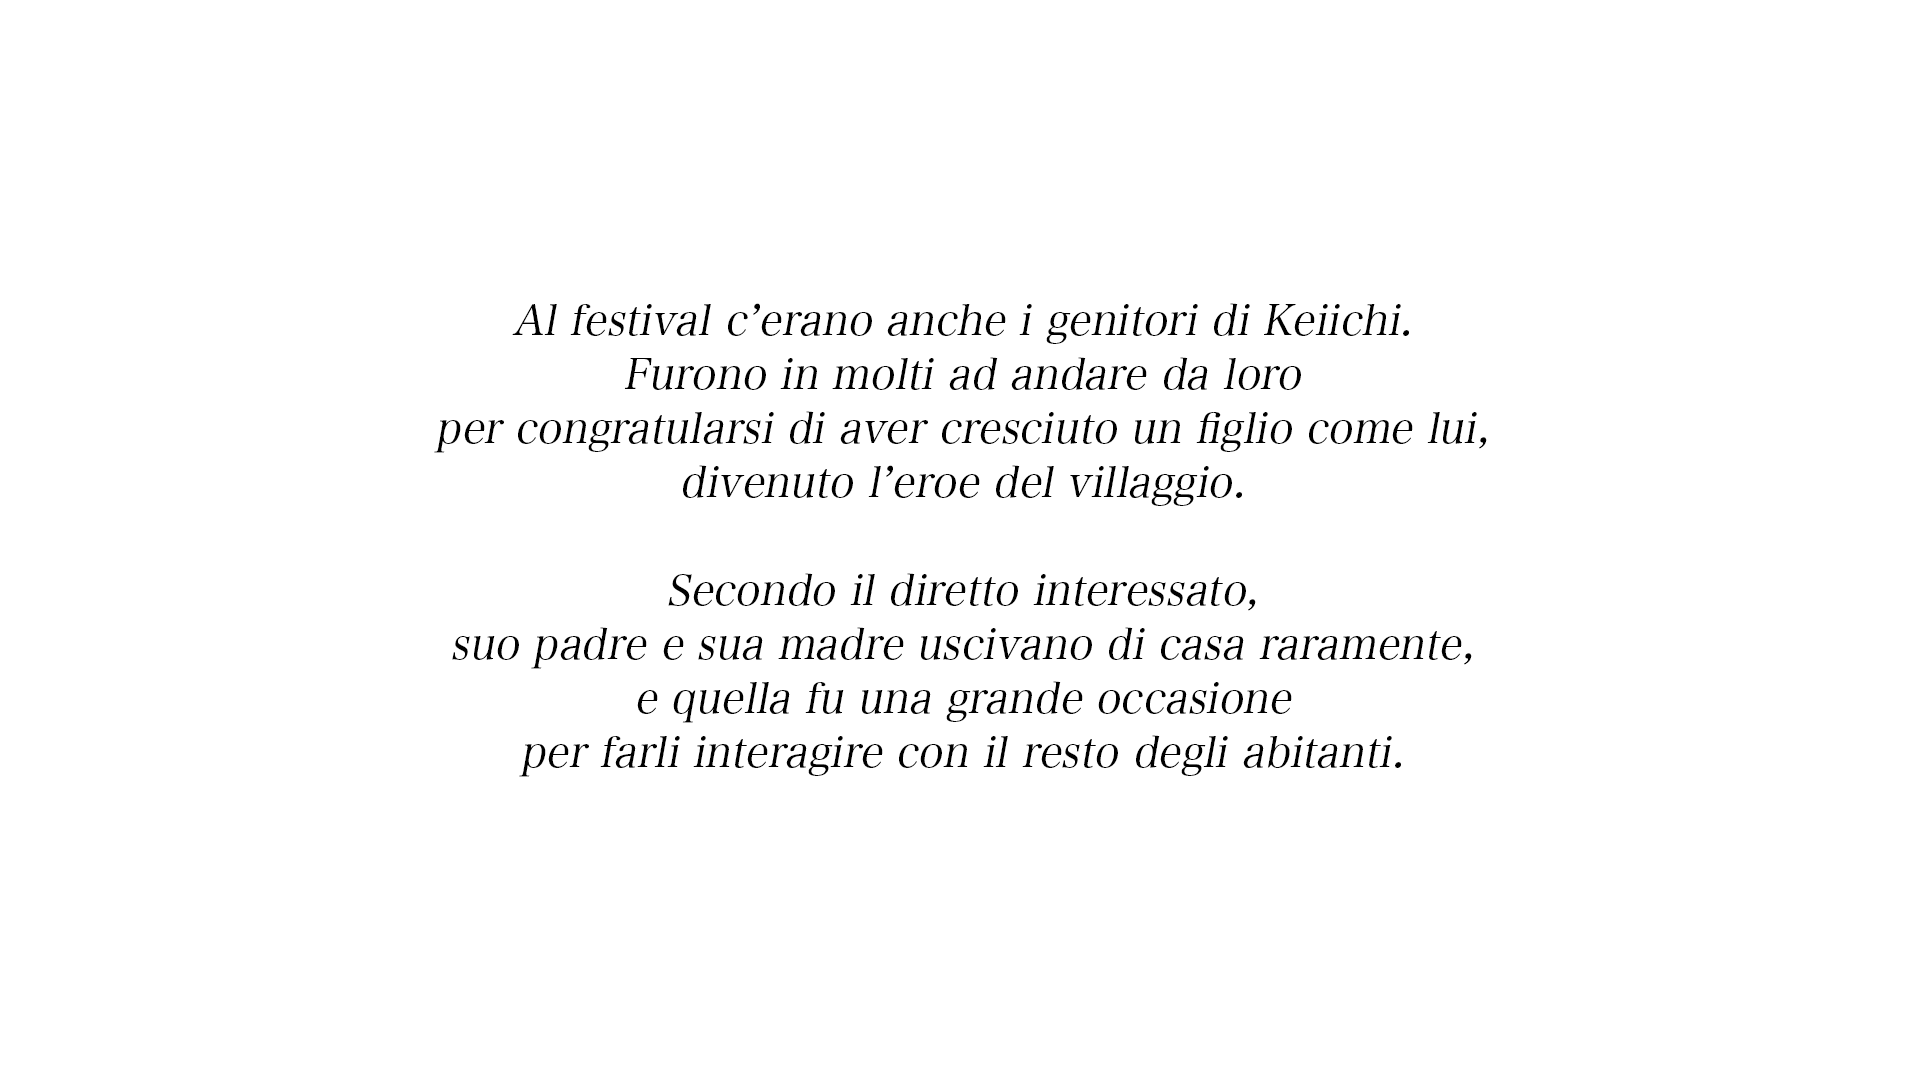 Al festival c’erano anche i genitori di Keiichi.
Furono in molti ad andare da loro
per congratularsi di aver cresciuto un figlio come lui,
divenuto l’eroe del villaggio.
Secondo il diretto interessato,
suo padre e sua madre uscivano di casa raramente,
e quella fu una grande occasione
per farli interagire con il resto degli abitanti.